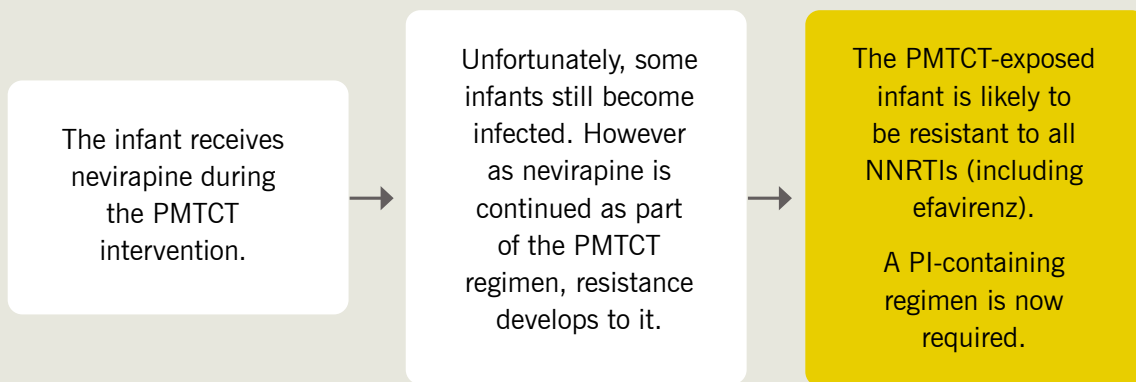 The infant receives
nevirapine during
the PMTCT
intervention.
Unfortunately, some
infants still become
infected. However
as nevirapine is
continued as part
of the PMTCT
regimen, resistance
develops to it.
The PMTCT-exposed
infant is likely to
be resistant to all
NNRTIs (including
efavirenz).
A PI-containing
regimen is now
required.